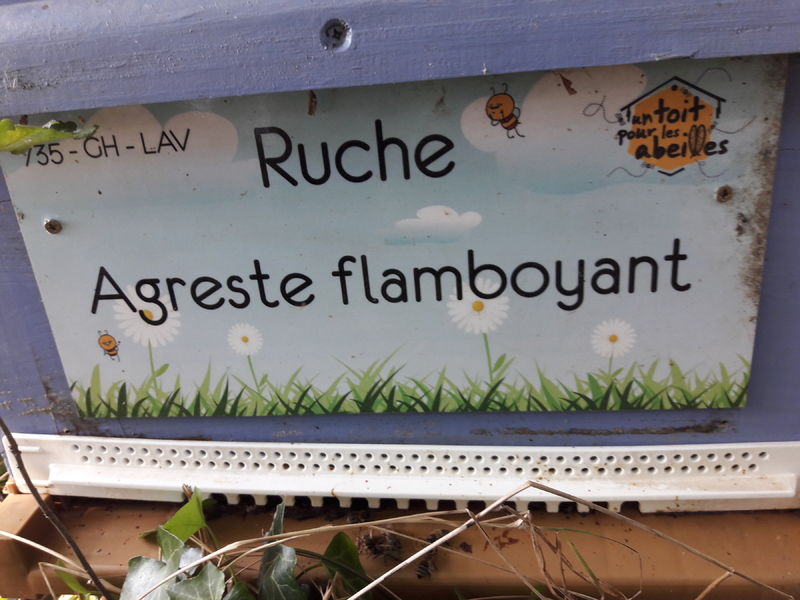 735-GH-LAV
Ruche
un toit
pour les
abeilles
Agreste flamboyant